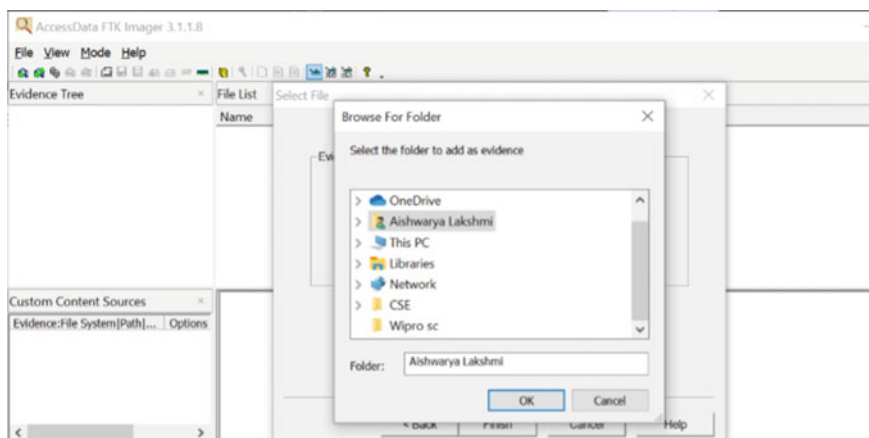 AccessData FTK Imager 3.1.1.8
File View Mode Help
Evidence Tree ×
File List
Select File
Name
Browse For Folder
Select the folder to add as evidence
OneDrive
Aishwarya Lakshmi
This PC
Libraries
Network
CSE
Wipro sc
Custom Content Sources ×
Evidence:File System|Path|... Options
Folder: Aishwarya Lakshmi
OK Cancel
< Back Finish Cancel Help